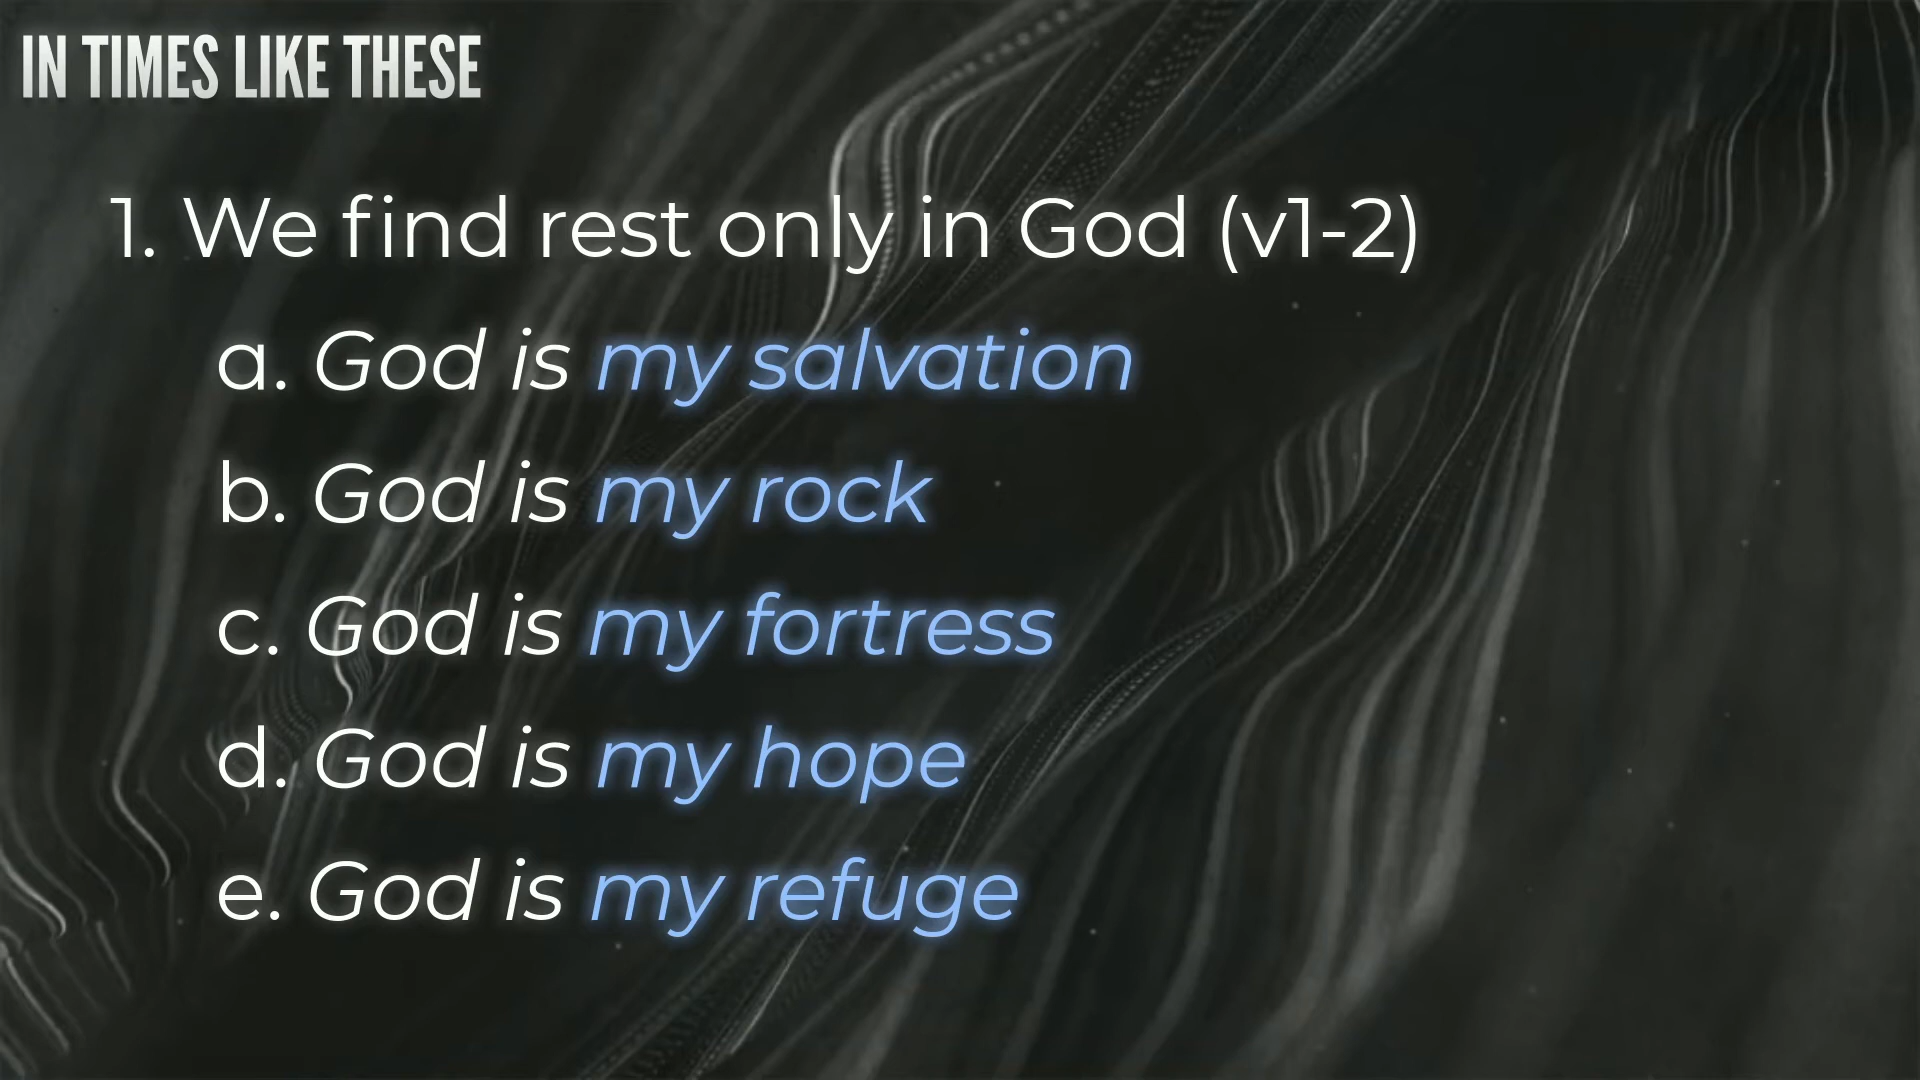 IN TIMES LIKE THESE
1. We find rest only in God (v1-2)
a. God is my salvation
b. God is my rock
c. God is my fortress
d. God is my hope
e. God is my refuge